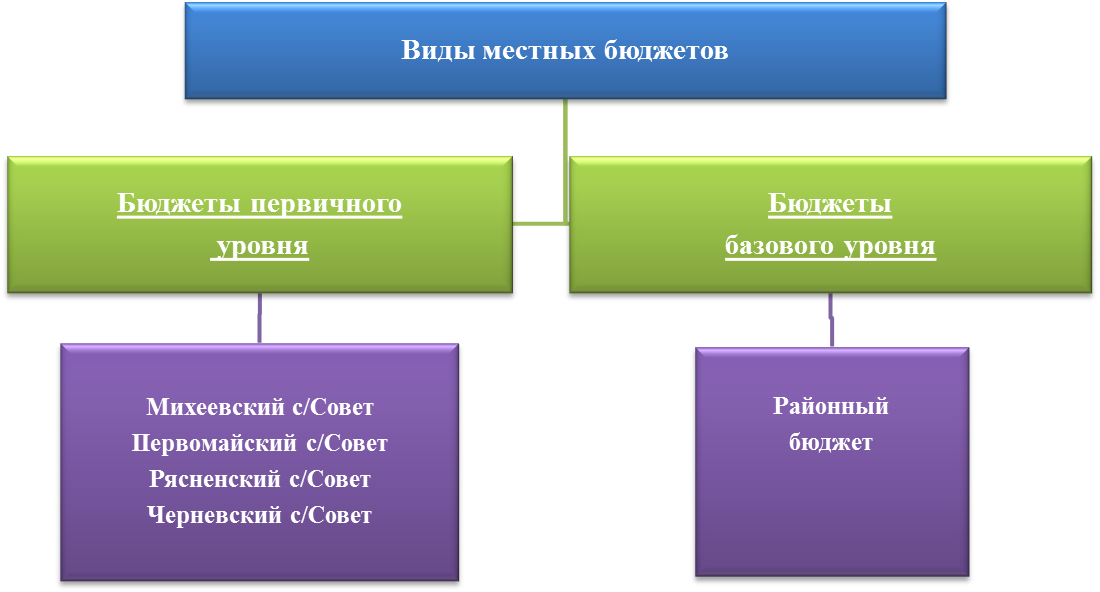 Виды местных бюджетов
Бюджеты первичного
уровня
Бюджеты
базового уровня
Михеевский с/Совет
Первомайский с/Совет
Рясненский с/Совет
Черневский с/Совет
Районный
бюджет